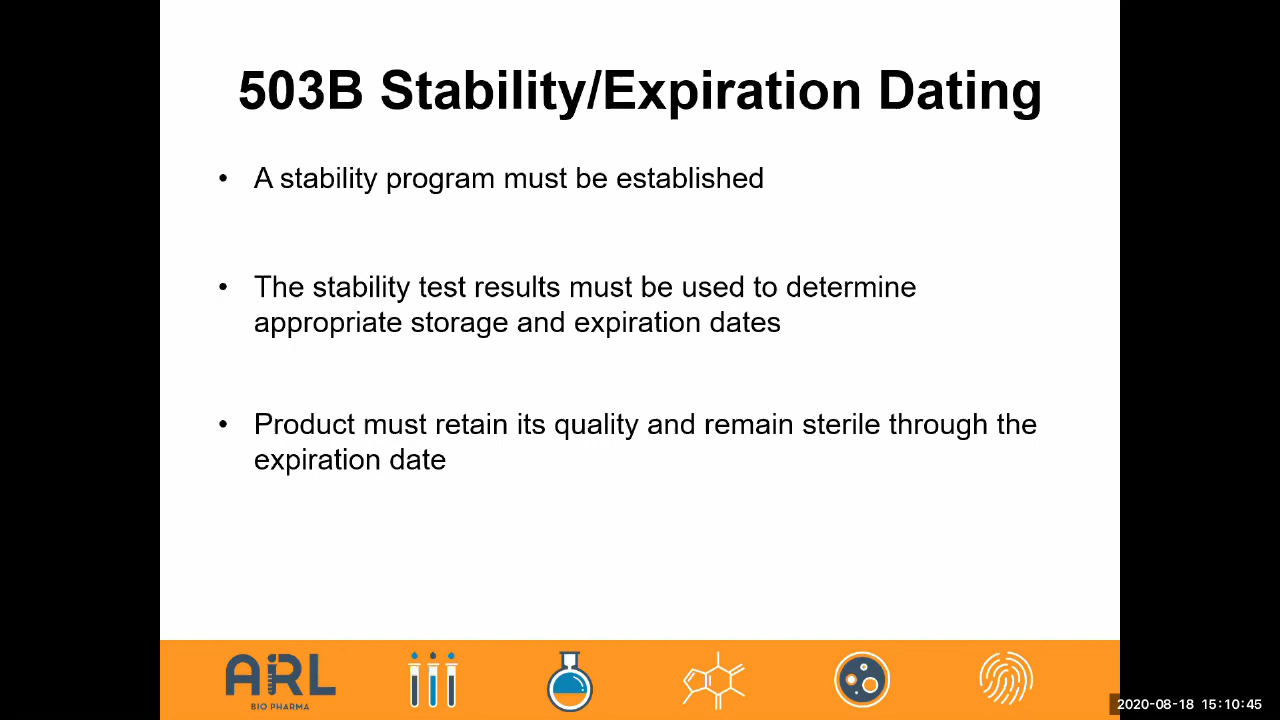 503B Stability/Expiration Dating
• A stability program must be established
• The stability test results must be used to determine
appropriate storage and expiration dates
• Product must retain its quality and remain sterile through the
expiration date
ARL
BIO PHARMA
2020-08-18 15:10:45